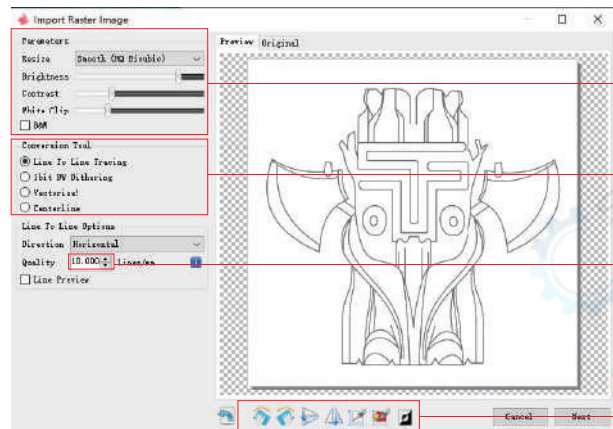 Import Raster Image
Parameters
Resize Smooth (HQ Bicubic)
Brightness
Contrast
White Clip
B&W
Conversion Tool
Line To Line Tracing
1bit BW Dithering
Vectorize!
Centerline
Line To Line Options
Direction Horizontal
Quality 10.000 Lines/mm
Line Preview
Preview Original
Cancel Next